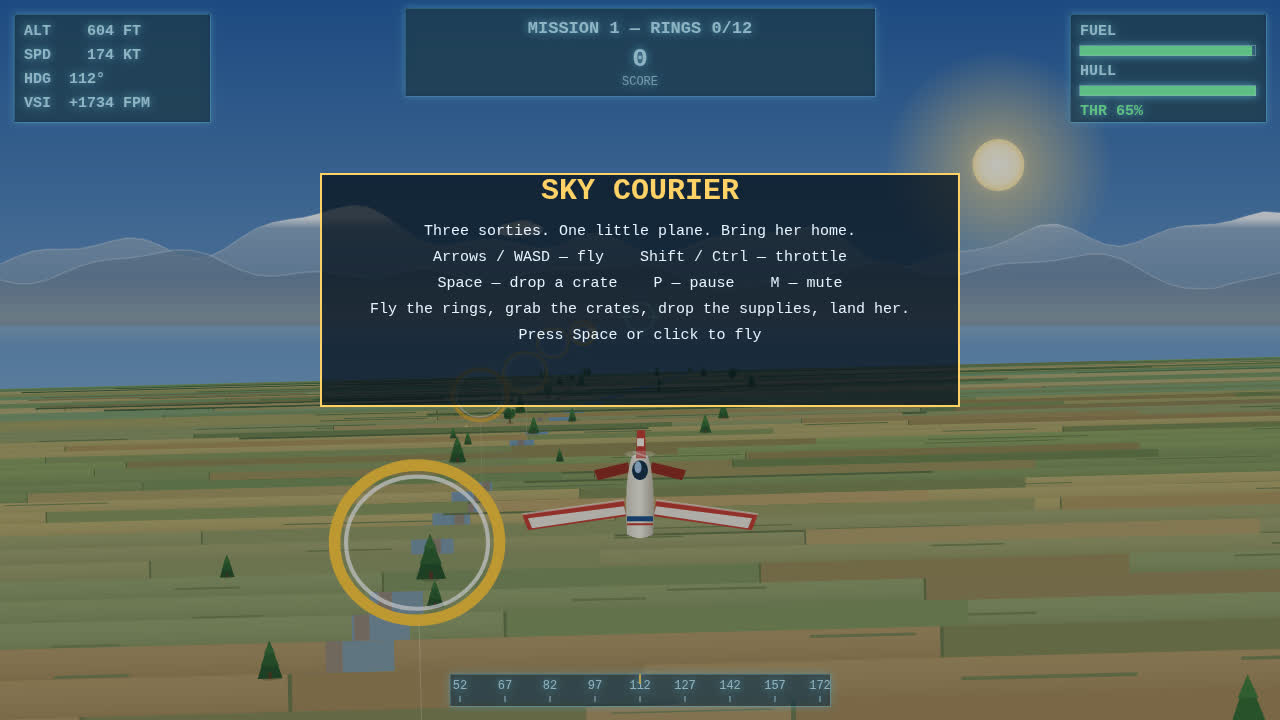 ALT 604 FT
SPD 174 KT
HDG 112°
VSI +1734 FPM
MISSION 1 — RINGS 0/12
0
SCORE
FUEL
HULL
THR 65%
SKY COURIER
Three sorties. One little plane. Bring her home.
Arrows / WASD — fly Shift / Ctrl — throttle
Space — drop a crate P — pause M — mute
Fly the rings, grab the crates, drop the supplies, land her.
Press Space or click to fly
52 67 82 97 112 127 142 157 172